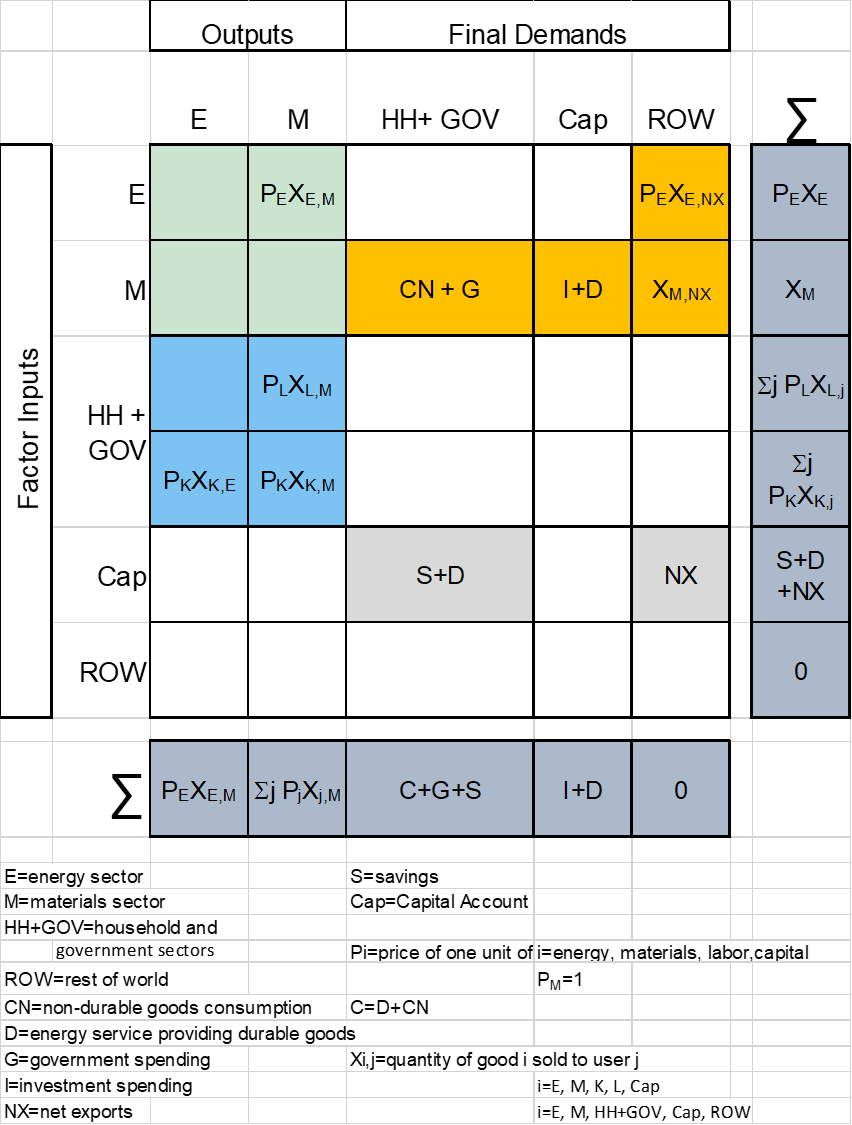 Outputs Final Demands
E M HH+ GOV Cap ROW ∑
Factor Inputs
E PEXE,M PEXE,NX PEXE
M CN + G I+D XM,NX XM
HH +
GOV
PLXL,M Σj PLXL,j
PKXK,E PKXK,M Σj
PKXK,j
Cap S+D NX S+D
+NX
ROW 0
∑ PEXE,M Σj PjXj,M C+G+S I+D 0
E=energy sector S=savings
M=materials sector Cap=Capital Account
HH+GOV=household and
government sectors Pi=price of one unit of i=energy, materials, labor,capital
ROW=rest of world PM=1
CN=non-durable goods consumption C=D+CN
D=energy service providing durable goods
G=government spending Xi,j=quantity of good i sold to user j
I=investment spending i=E, M, K, L, Cap
NX=net exports i=E, M, HH+GOV, Cap, ROW